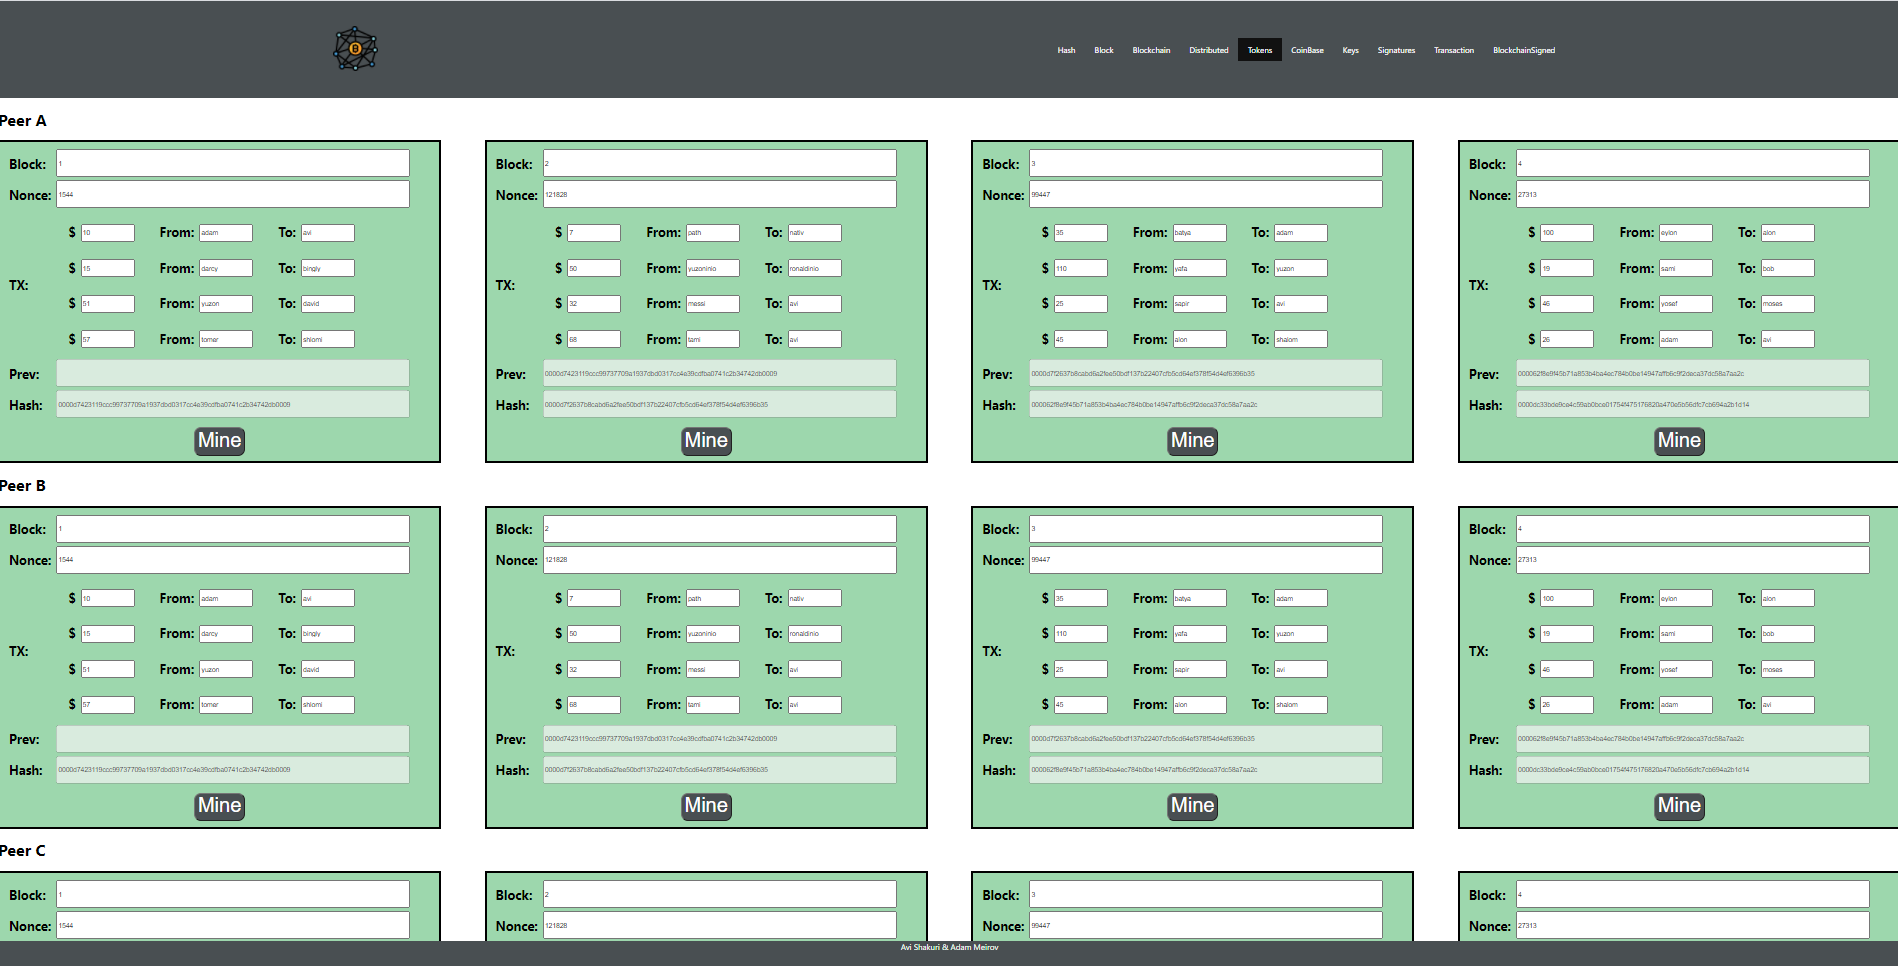 Hash Block Blockchain Distributed Tokens CoinBase Keys Signatures Transaction BlockchainSigned
Peer A
Block: 1
Nonce: 1544
TX:
$ 10 From: adam To: avi
$ 15 From: darcy To: bingly
$ 51 From: yuzon To: david
$ 57 From: tomer To: shlomi
Prev:
Hash: 0000d7423119ccc99737709a1937dbd0317cc4e39cdfba0741c2b34742db0009
Mine
Block: 2
Nonce: 121828
TX:
$ 7 From: path To: nativ
$ 50 From: yuzoninio To: ronaldinio
$ 32 From: messi To: avi
$ 68 From: tami To: avi
Prev: 0000d7423119ccc99737709a1937dbd0317cc4e39cdfba0741c2b34742db0009
Hash: 0000d7f2637b8cabd6a2fee50bdf137b22407cfb5cd64ef378f54d4ef6396b35
Mine
Block: 3
Nonce: 99447
TX:
$ 35 From: batya To: adam
$ 110 From: yafa To: yuzon
$ 25 From: sapir To: avi
$ 45 From: alon To: shalom
Prev: 0000d7f2637b8cabd6a2fee50bdf137b22407cfb5cd64ef378f54d4ef6396b35
Hash: 000062f8e9f45b71a853b4ba4ec784b0be14947affb6c9f2deca37dc58a7aa2c
Mine
Block: 4
Nonce: 27313
TX:
$ 100 From: eylon To: alon
$ 19 From: sami To: bob
$ 46 From: yosef To: moses
$ 26 From: adam To: avi
Prev: 000062f8e9f45b71a853b4ba4ec784b0be14947affb6c9f2deca37dc58a7aa2c
Hash: 0000dc33bde9ce4c59ab0bce01754f475176820a470e5b56dfc7cb694a2b1d14
Mine
Peer B
Block: 1
Nonce: 1544
TX:
$ 10 From: adam To: avi
$ 15 From: darcy To: bingly
$ 51 From: yuzon To: david
$ 57 From: tomer To: shlomi
Prev:
Hash: 0000d7423119ccc99737709a1937dbd0317cc4e39cdfba0741c2b34742db0009
Mine
Block: 2
Nonce: 121828
TX:
$ 7 From: path To: nativ
$ 50 From: yuzoninio To: ronaldinio
$ 32 From: messi To: avi
$ 68 From: tami To: avi
Prev: 0000d7423119ccc99737709a1937dbd0317cc4e39cdfba0741c2b34742db0009
Hash: 0000d7f2637b8cabd6a2fee50bdf137b22407cfb5cd64ef378f54d4ef6396b35
Mine
Block: 3
Nonce: 99447
TX:
$ 35 From: batya To: adam
$ 110 From: yafa To: yuzon
$ 25 From: sapir To: avi
$ 45 From: alon To: shalom
Prev: 0000d7f2637b8cabd6a2fee50bdf137b22407cfb5cd64ef378f54d4ef6396b35
Hash: 000062f8e9f45b71a853b4ba4ec784b0be14947affb6c9f2deca37dc58a7aa2c
Mine
Block: 4
Nonce: 27313
TX:
$ 100 From: eylon To: alon
$ 19 From: sami To: bob
$ 46 From: yosef To: moses
$ 26 From: adam To: avi
Prev: 000062f8e9f45b71a853b4ba4ec784b0be14947affb6c9f2deca37dc58a7aa2c
Hash: 0000dc33bde9ce4c59ab0bce01754f475176820a470e5b56dfc7cb694a2b1d14
Mine
Peer C
Block: 1
Nonce: 1544
Block: 2
Nonce: 121828
Block: 3
Nonce: 99447
Block: 4
Nonce: 27313
Avi Shakuri & Adam Meirov